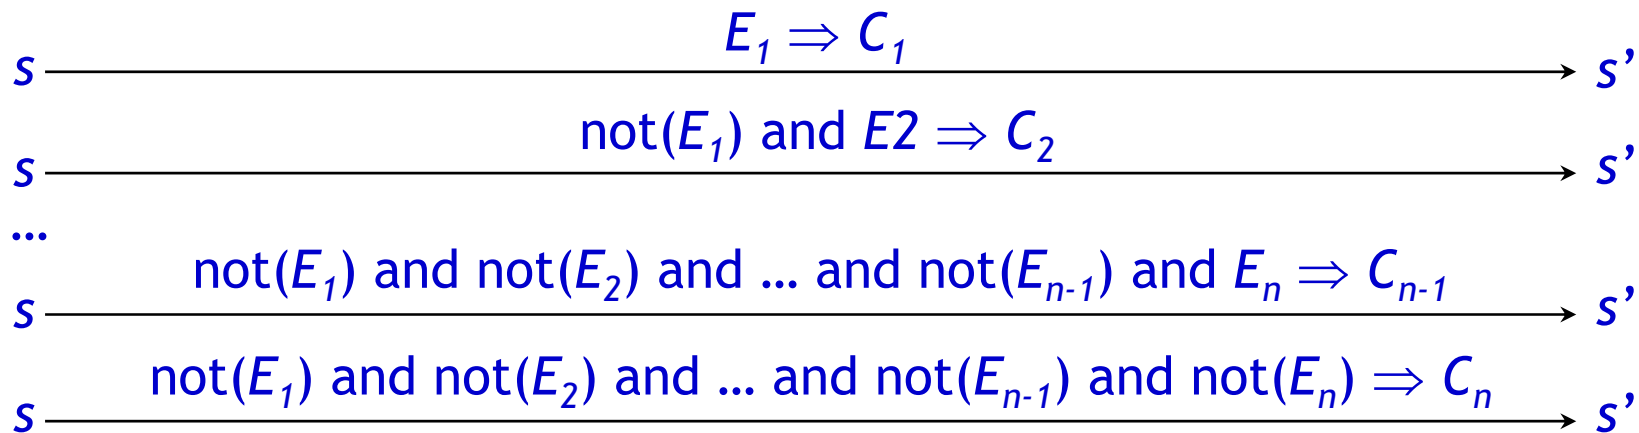 E₁ ⇒ C₁
s s’
not(E₁) and E2 ⇒ C₂
s s’
...
not(E₁) and not(E₂) and ... and not(Eₙ₋₁) and Eₙ ⇒ Cₙ₋₁
s s’
not(E₁) and not(E₂) and ... and not(Eₙ₋₁) and not(Eₙ) ⇒ Cₙ
s s’